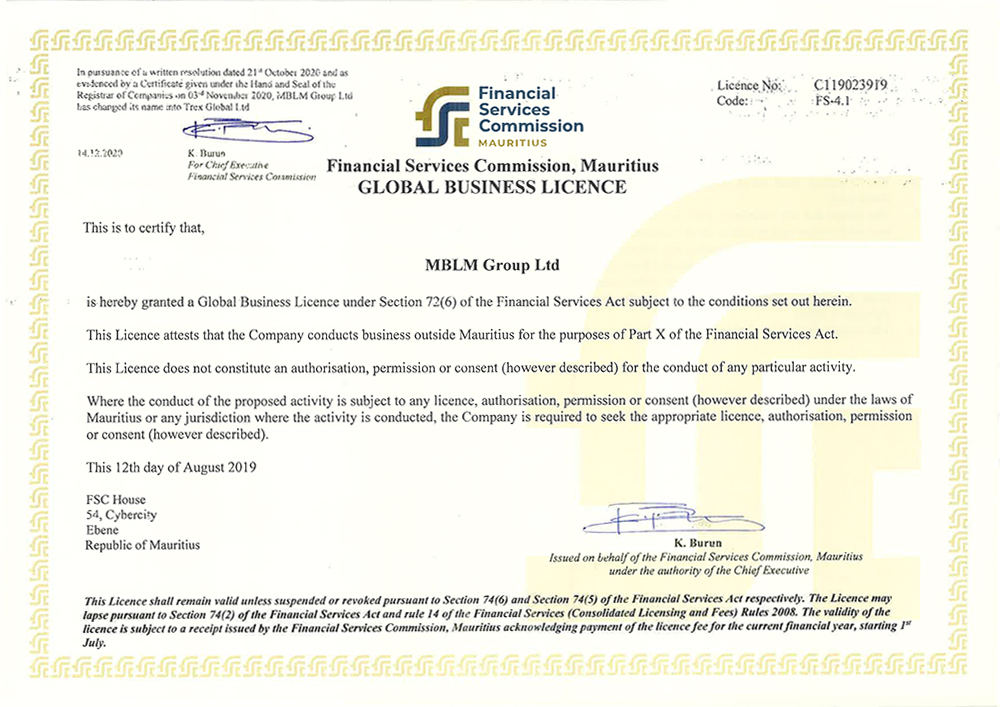 In pursuance of a written resolution dated 21st October 2020 and as
evidenced by a Certificate given under the Hand and Seal of the
Registrar of Companies on 03rd November 2020, MBLM Group Ltd
has changed its name into Trex Global Ltd
14.12.2020
K. Burun
For Chief Executive
Financial Services Commission
Financial
Services
Commission
MAURITIUS
Licence No: C119023919
Code: FS-4.1
Financial Services Commission, Mauritius
GLOBAL BUSINESS LICENCE
This is to certify that,
MBLM Group Ltd
is hereby granted a Global Business Licence under Section 72(6) of the Financial Services Act subject to the conditions set out herein.
This Licence attests that the Company conducts business outside Mauritius for the purposes of Part X of the Financial Services Act.
This Licence does not constitute an authorisation, permission or consent (however described) for the conduct of any particular activity.
Where the conduct of the proposed activity is subject to any licence, authorisation, permission or consent (however described) under the laws of
Mauritius or any jurisdiction where the activity is conducted, the Company is required to seek the appropriate licence, authorisation, permission
or consent (however described).
This 12th day of August 2019
FSC House
54, Cybercity
Ebene
Republic of Mauritius
K. Burun
Issued on behalf of the Financial Services Commission, Mauritius
under the authority of the Chief Executive
This Licence shall remain valid unless suspended or revoked pursuant to Section 74(6) and Section 74(5) of the Financial Services Act respectively. The Licence may
lapse pursuant to Section 74(2) of the Financial Services Act and rule 14 of the Financial Services (Consolidated Licensing and Fees) Rules 2008. The validity of the
licence is subject to a receipt issued by the Financial Services Commission, Mauritius acknowledging payment of the licence fee for the current financial year, starting 1st
July.